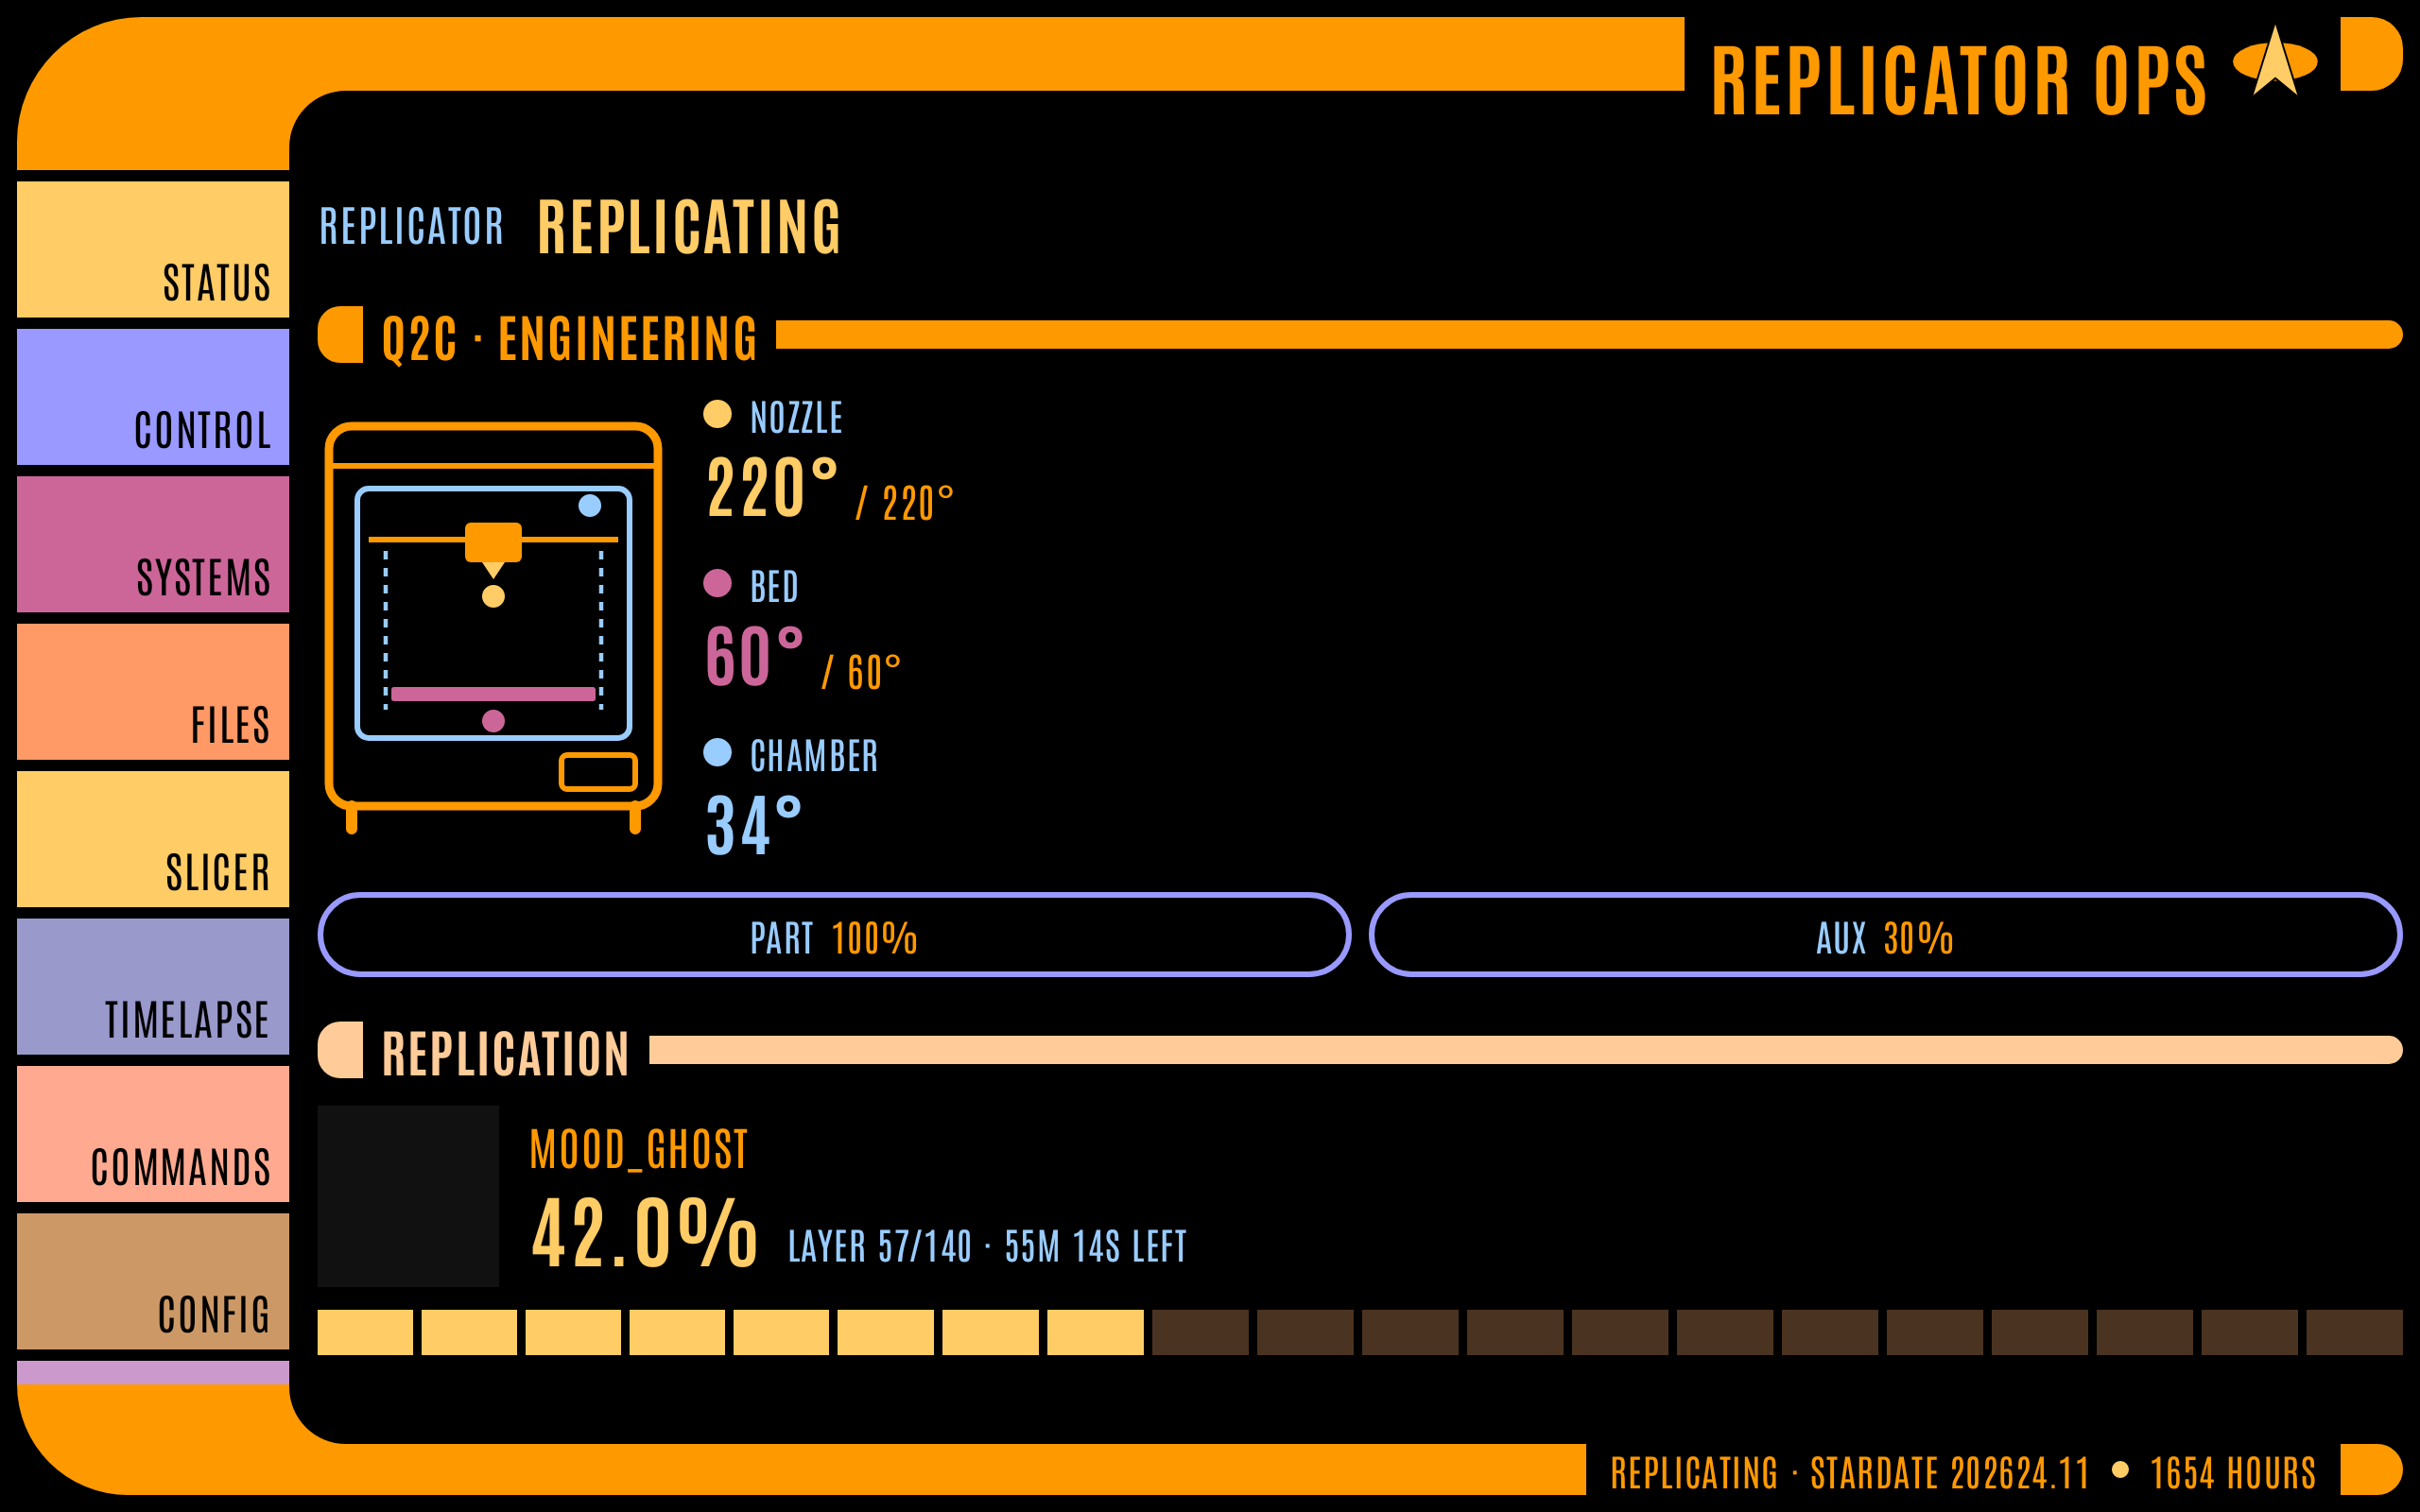 REPLICATOR OPS
REPLICATOR REPLICATING
STATUS
CONTROL
SYSTEMS
FILES
SLICER
TIMELAPSE
COMMANDS
CONFIG
Q2C · ENGINEERING
NOZZLE
220° / 220°
BED
60° / 60°
CHAMBER
34°
PART 100%
AUX 30%
REPLICATION
MOOD_GHOST
42.0% LAYER 57/140 · 55M 14S LEFT
REPLICATING · STARDATE 202624.11 • 1654 HOURS